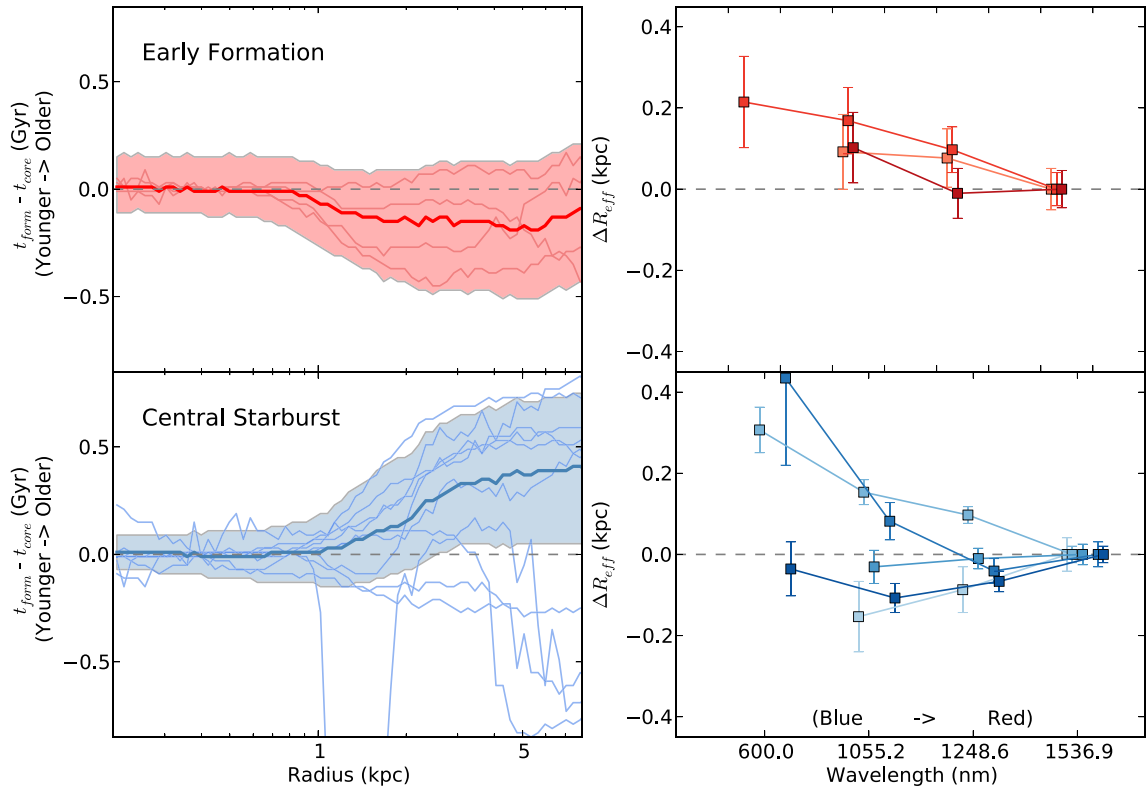 Early Formation
0.5
0.0
−0.5
t_form - t_core (Gyr)
(Younger -> Older)
0.4
0.2
0.0
−0.2
−0.4
ΔR_eff (kpc)
Central Starburst
0.5
0.0
−0.5
t_form - t_core (Gyr)
(Younger -> Older)
1
5
Radius (kpc)
0.4
0.2
0.0
−0.2
−0.4
ΔR_eff (kpc)
(Blue -> Red)
600.0
1055.2
1248.6
1536.9
Wavelength (nm)